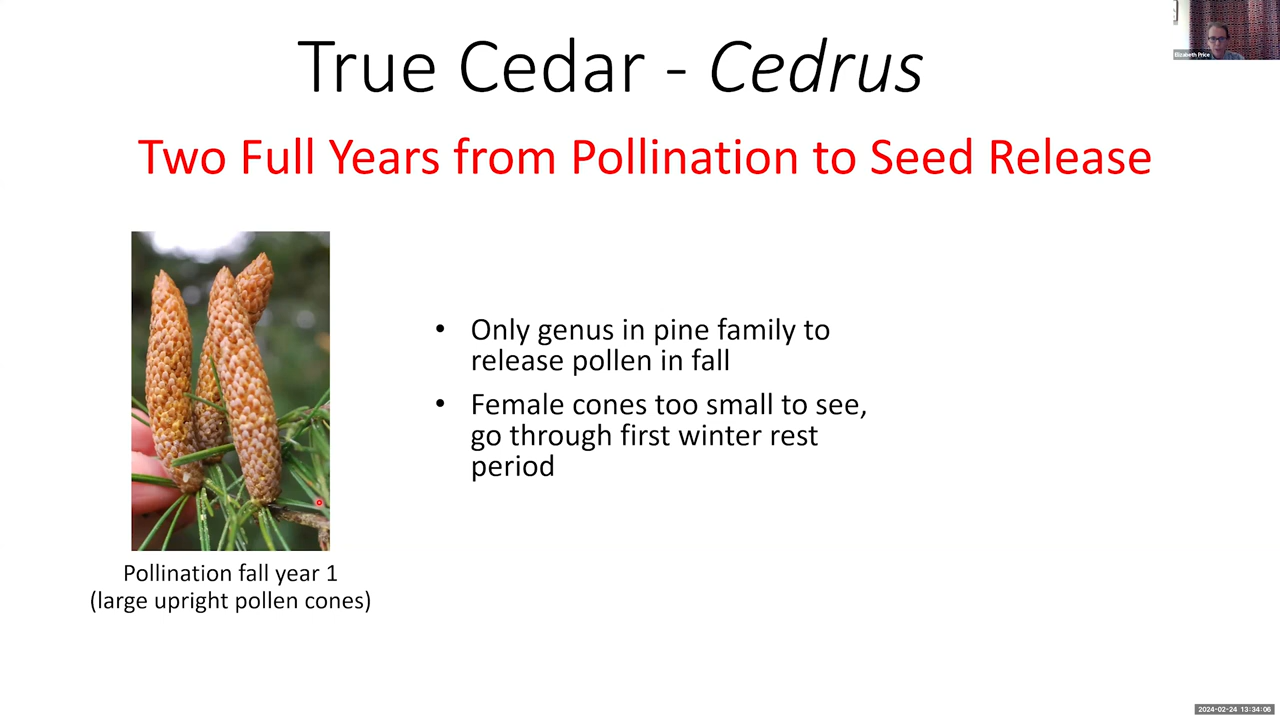 True Cedar - Cedrus
Two Full Years from Pollination to Seed Release
• Only genus in pine family to
release pollen in fall
• Female cones too small to see,
go through first winter rest
period
Pollination fall year 1
(large upright pollen cones)
Elizabeth Price
2024-02-24 13:34:06